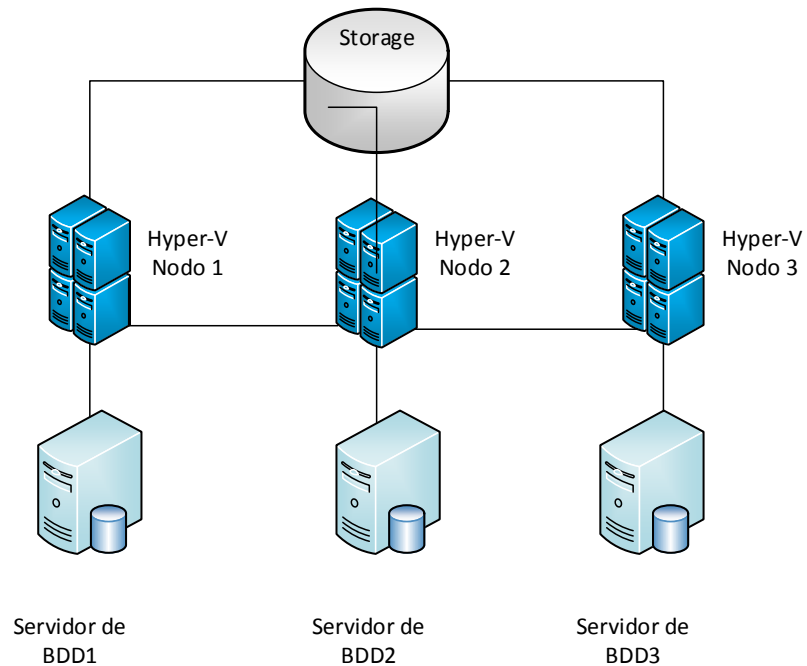 Storage
Hyper-V
Nodo 1
Hyper-V
Nodo 2
Hyper-V
Nodo 3
Servidor de
BDD1
Servidor de
BDD2
Servidor de
BDD3